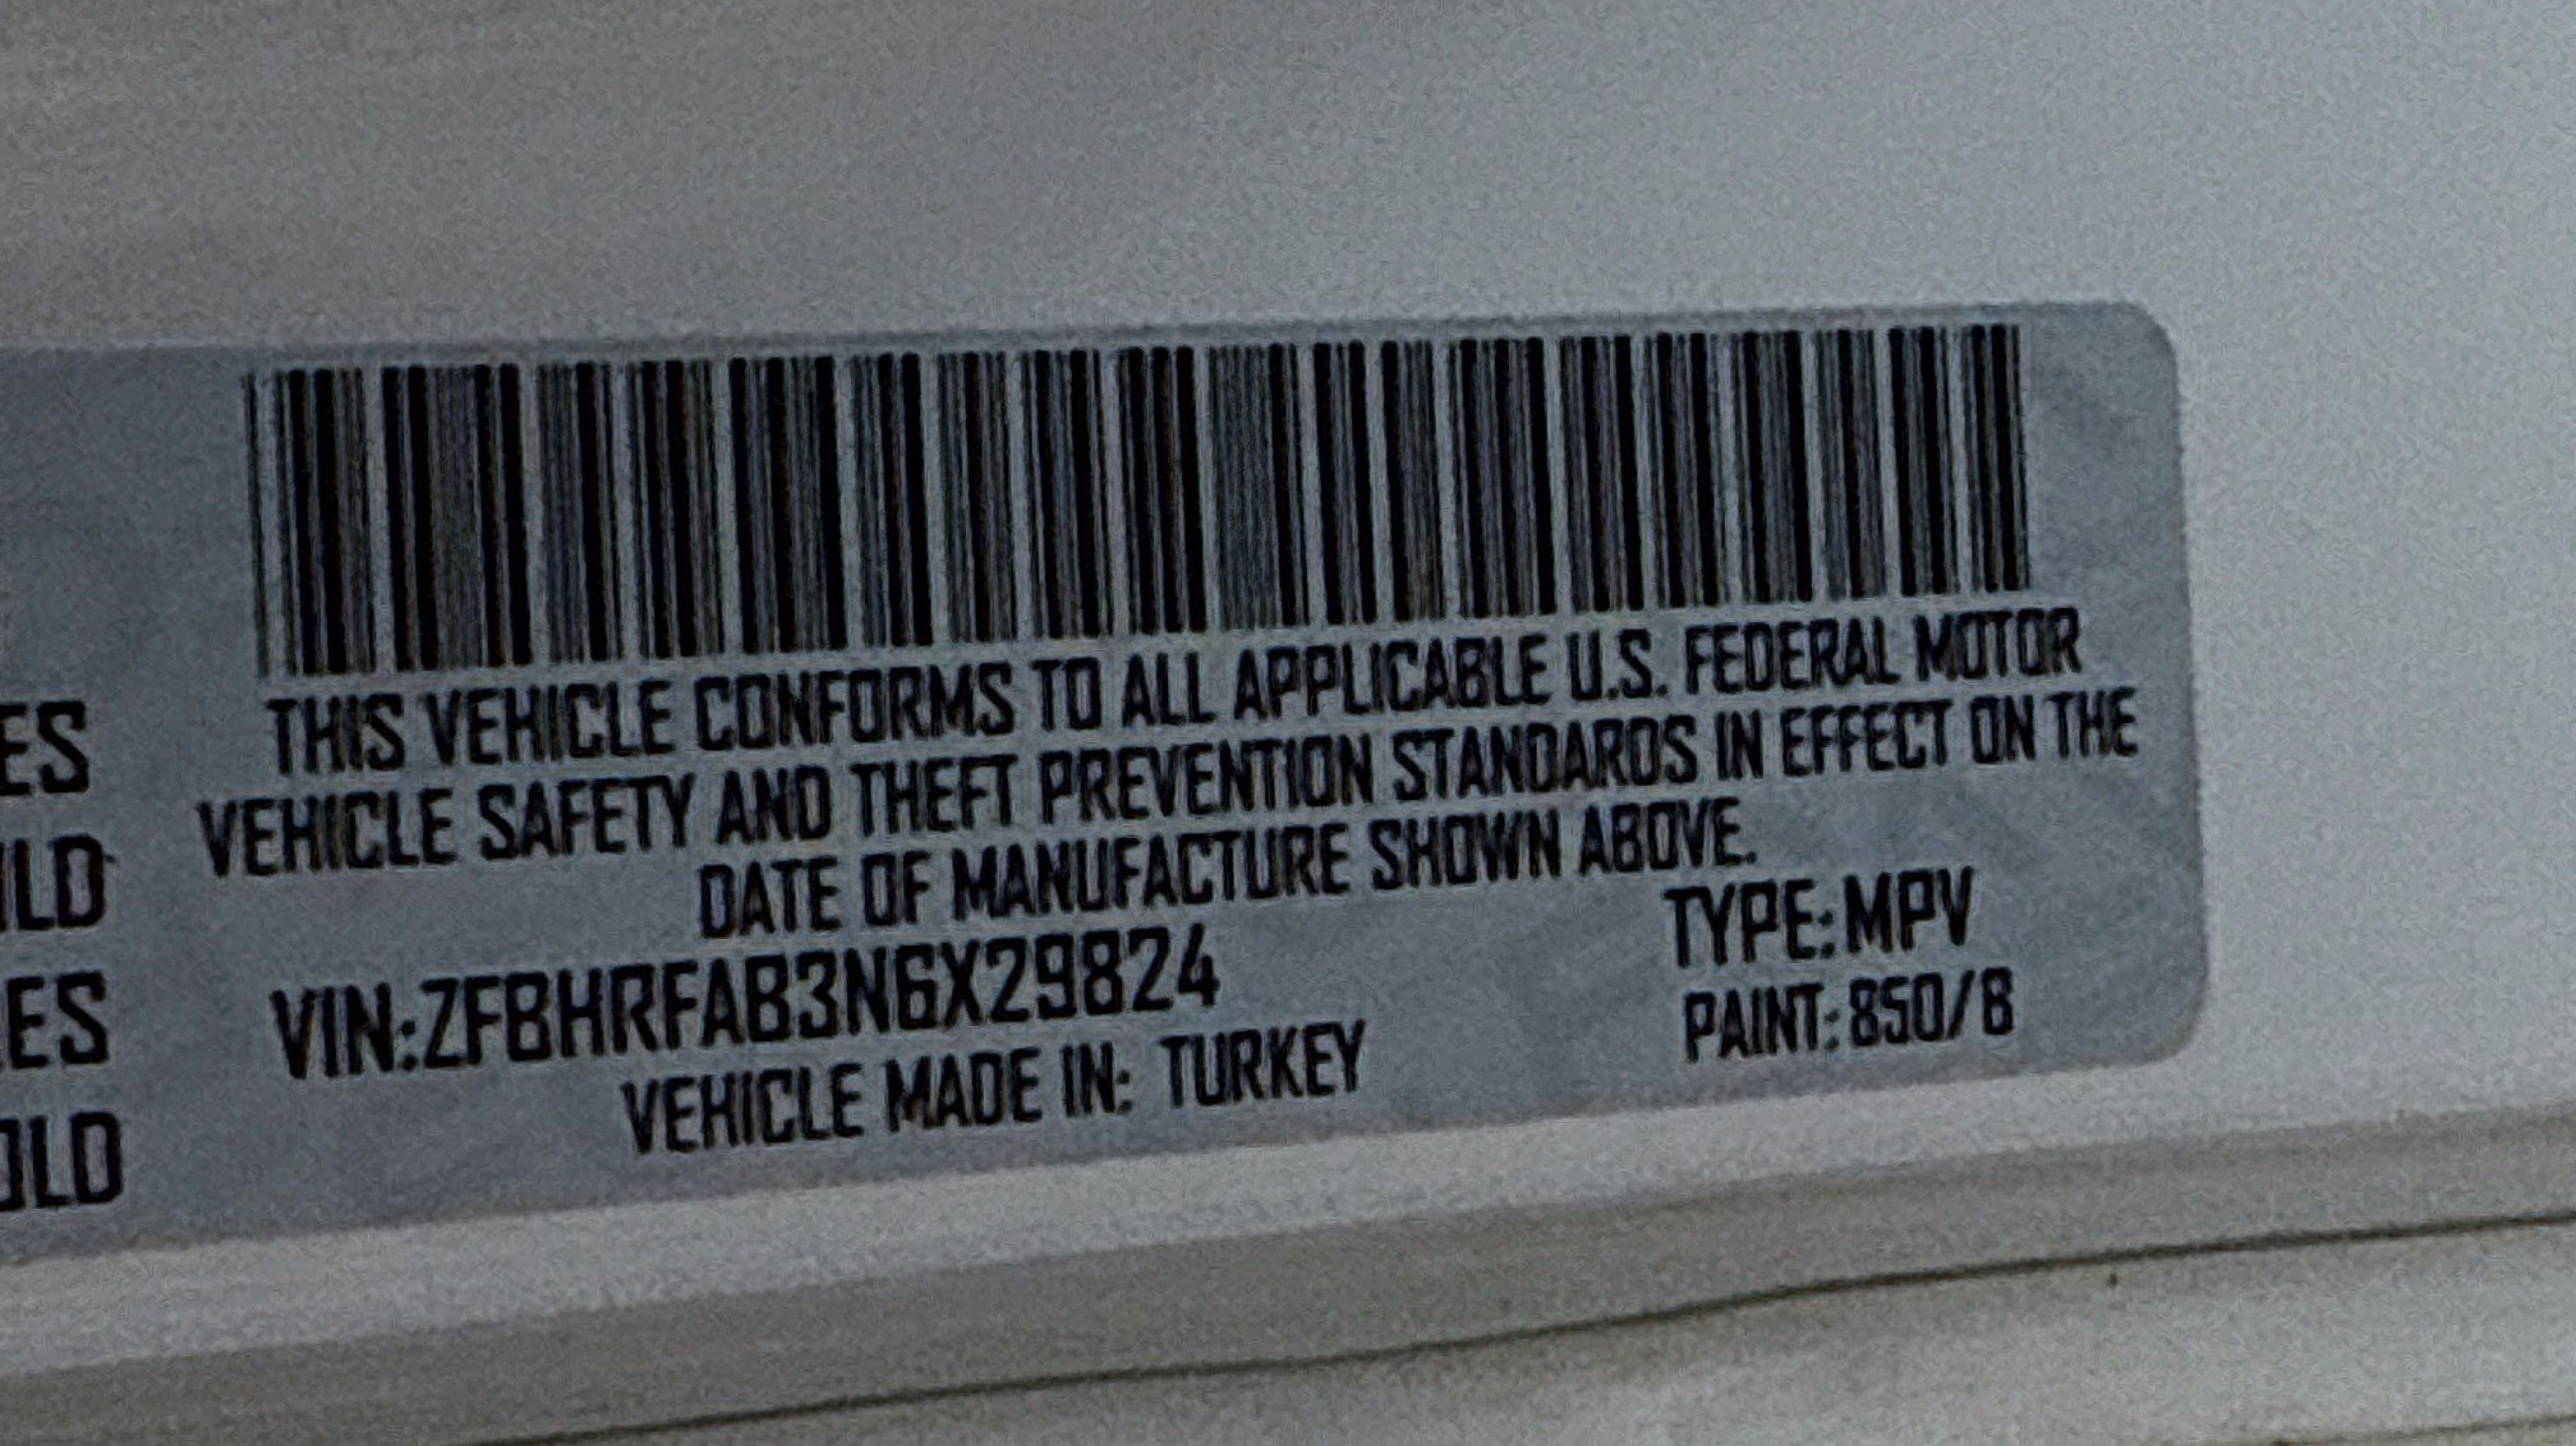 THIS VEHICLE CONFORMS TO ALL APPLICABLE U.S. FEDERAL MOTOR
VEHICLE SAFETY AND THEFT PREVENTION STANDARDS IN EFFECT ON THE
DATE OF MANUFACTURE SHOWN ABOVE.
VIN:ZFBHRFAB3N6X29824
TYPE:MPV
PAINT:850/B
VEHICLE MADE IN: TURKEY